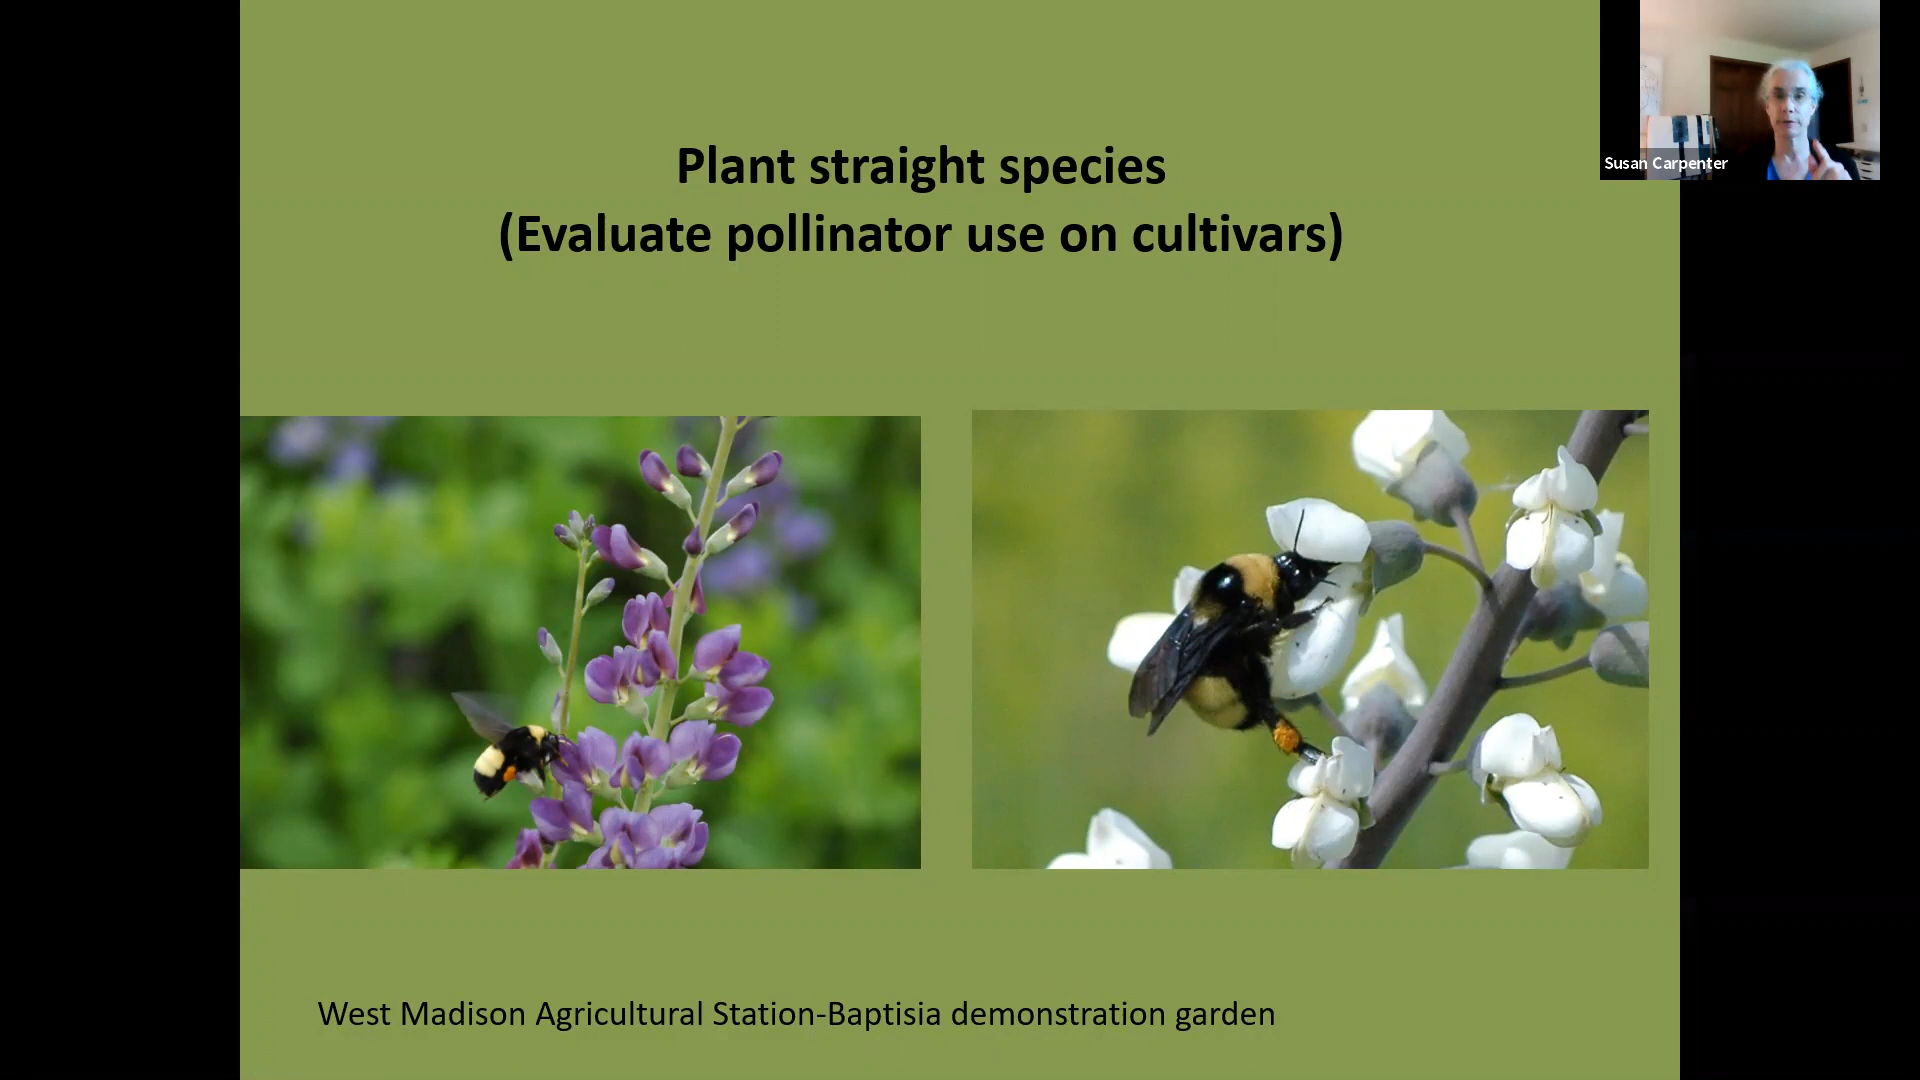 Plant straight species
(Evaluate pollinator use on cultivars)
Susan Carpenter
West Madison Agricultural Station-Baptisia demonstration garden